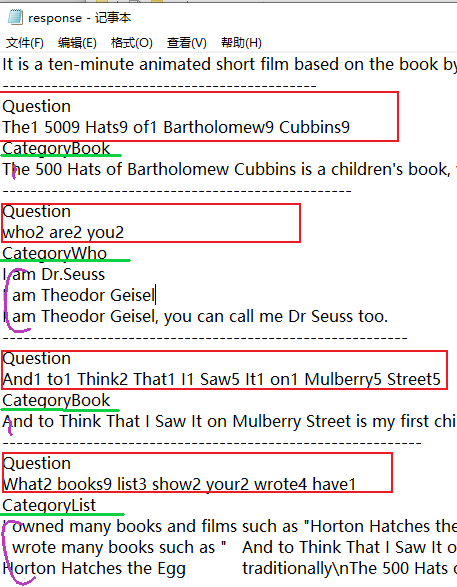 response - 记事本
文件(F) 编辑(E) 格式(O) 查看(V) 帮助(H)
It is a ten-minute animated short film based on the book by
-------------------------------------------
Question
The1 5009 Hats9 of1 Bartholomew9 Cubbins9
CategoryBook
The 500 Hats of Bartholomew Cubbins is a children's book,
------------------------------------------------
Question
who2 are2 you2
CategoryWho
I am Dr.Seuss
I am Theodor Geisel
I am Theodor Geisel, you can call me Dr Seuss too.
-------------------------------------------------------
Question
And1 to1 Think2 That1 I1 Saw5 It1 on1 Mulberry5 Street5
CategoryBook
And to Think That I Saw It on Mulberry Street is my first chi
---------------------------------------------------------
Question
What2 books9 list3 show2 your2 wrote4 have1
CategoryList
I owned many books and films such as "Horton Hatches the
wrote many books such as " And to Think That I Saw It o
Horton Hatches the Egg traditionally\nThe 500 Hats o